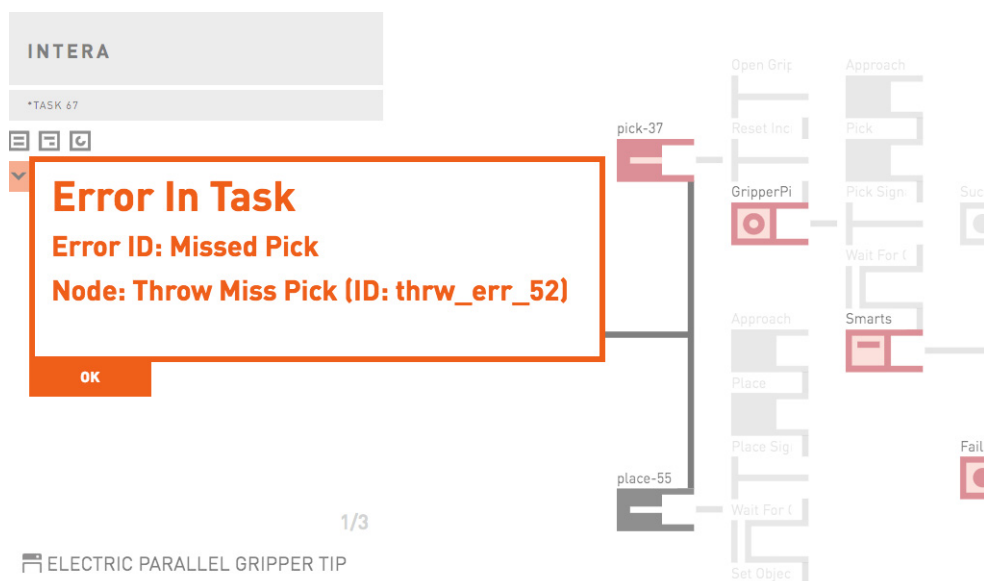 INTERA
*TASK 67
Error In Task
Error ID: Missed Pick
Node: Throw Miss Pick (ID: thrw_err_52)
OK
1/3
ELECTRIC PARALLEL GRIPPER TIP
pick-37
place-55
Open Grip
Reset Inc
GripperPi
Approach
Place
Place Sig
Wait For (
Set Objec
Approach
Pick
Pick Sign
Wait For (
Smarts
Suc
Fail